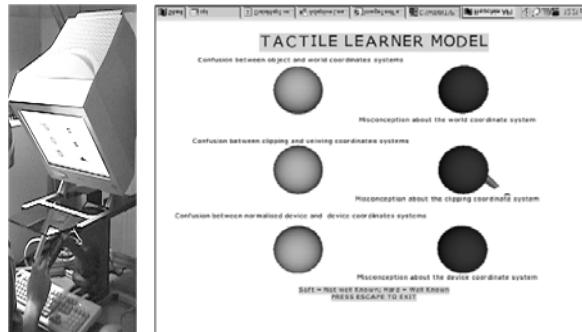 Start
TACTILE LEARNER MODEL
Confusion between object and world coordinates systems
Misconception about the world coordinate system
Confusion between clipping and veiving coordinates systems
Misconception about the clipping coordinate system
Confusion between normalised device and device coordinates systems
Misconception about the device coordinate system
Soft = Not well Known; Hard = Well Known
PRESS ESCAPE TO EXIT